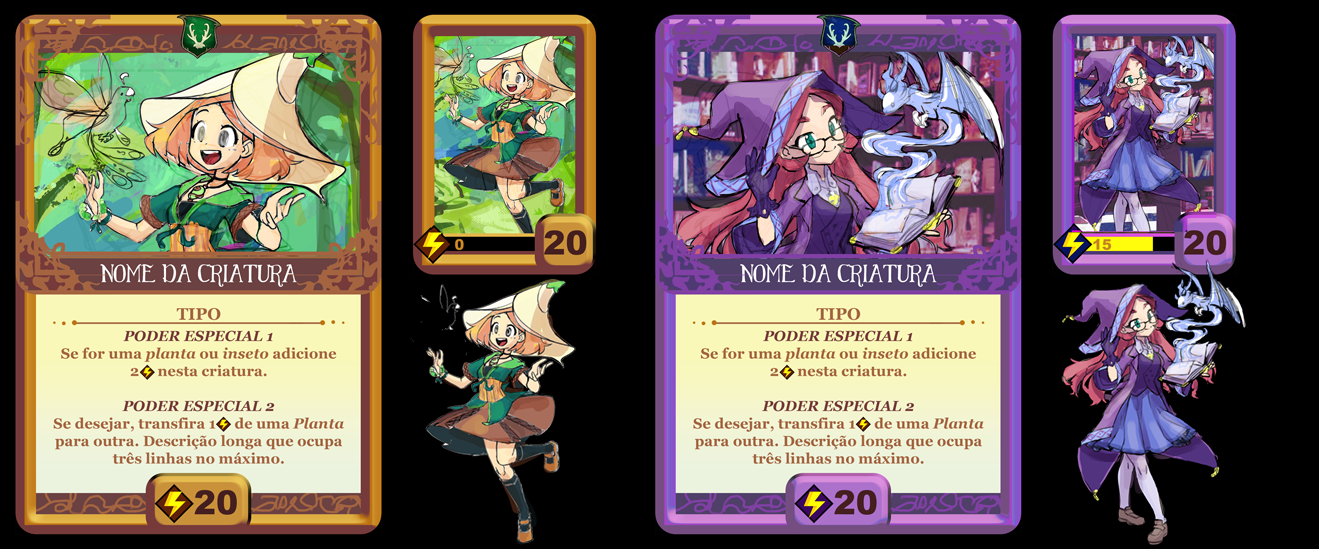 NOME DA CRIATURA
TIPO
PODER ESPECIAL 1
Se for uma planta ou inseto adicione
2 nesta criatura.
PODER ESPECIAL 2
Se desejar, transfira 1 de uma Planta
para outra. Descrição longa que ocupa
três linhas no máximo.
20
0
20
NOME DA CRIATURA
TIPO
PODER ESPECIAL 1
Se for uma planta ou inseto adicione
2 nesta criatura.
PODER ESPECIAL 2
Se desejar, transfira 1 de uma Planta
para outra. Descrição longa que ocupa
três linhas no máximo.
20
15
20